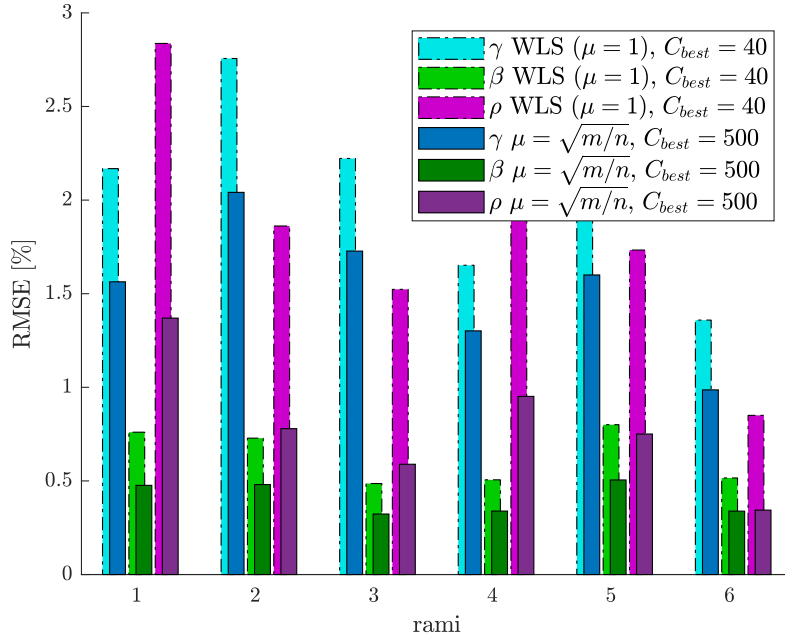 3
2.5
2
1.5
1
0.5
0
RMSE [%]
γ WLS (μ = 1), C_best = 40
β WLS (μ = 1), C_best = 40
ρ WLS (μ = 1), C_best = 40
γ μ = √m/n, C_best = 500
β μ = √m/n, C_best = 500
ρ μ = √m/n, C_best = 500
1 2 3 4 5 6
rami